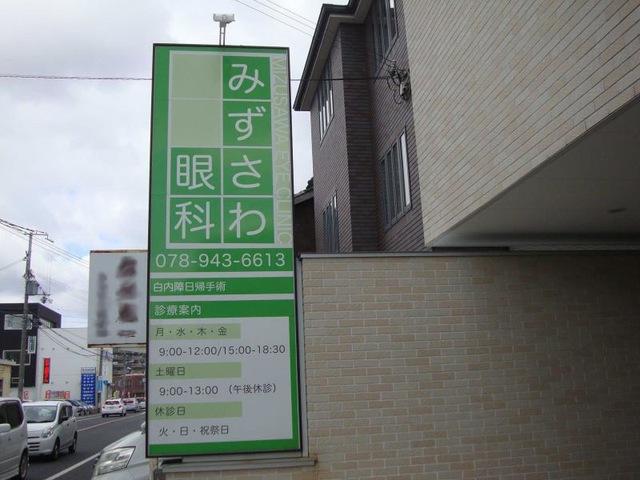 みずさわ
眼科
MIZUSAWA EYE CLINIC
078-943-6613
白内障日帰手術
診療案内
月・水・木・金
9:00-12:00/15:00-18:30
土曜日
9:00-13:00 （午後休診）
休診日
火・日・祝祭日